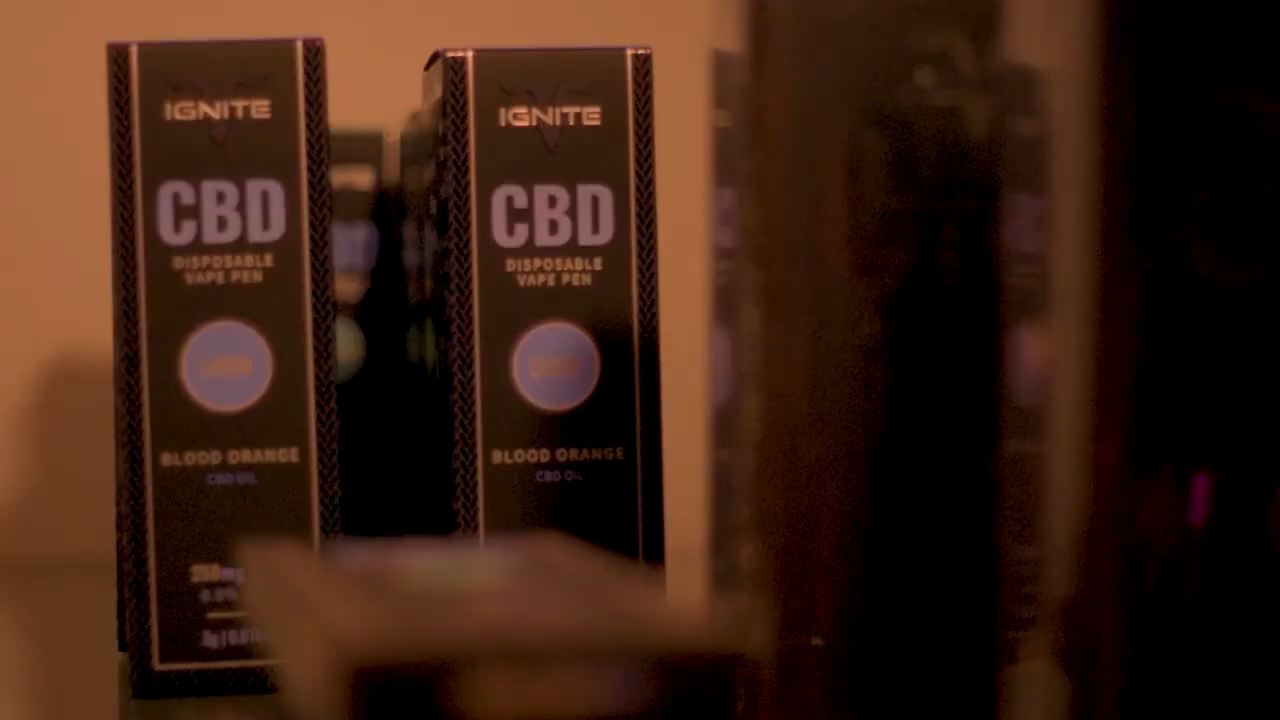 IGNITE
CBD
DISPOSABLE
VAPE PEN
BLOOD ORANGE
CBD OIL
IGNITE
CBD
DISPOSABLE
VAPE PEN
BLOOD ORANGE
CBD OIL